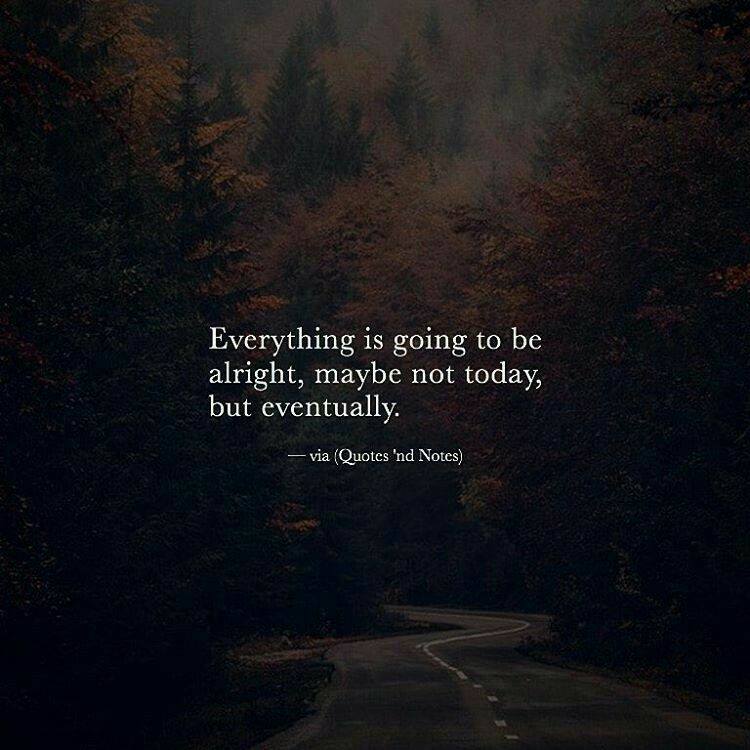 Everything is going to be
alright, maybe not today,
but eventually.
— via (Quotes 'nd Notes)